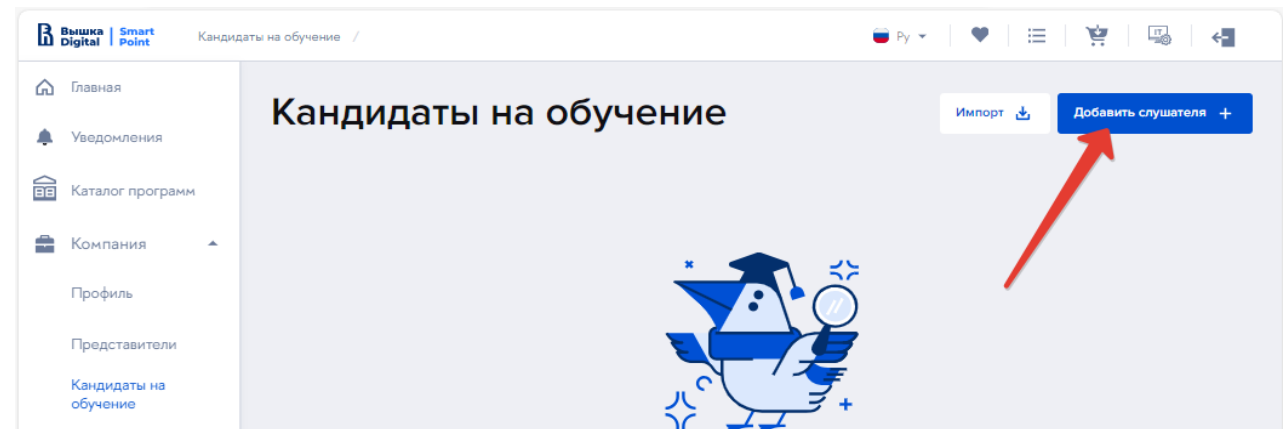 Вышка | Smart
Digital | Point
Кандидаты на обучение /
Ру
IT
Главная
Уведомления
Каталог программ
Компания
Профиль
Представители
Кандидаты на
обучение
Кандидаты на обучение
Импорт
Добавить слушателя +